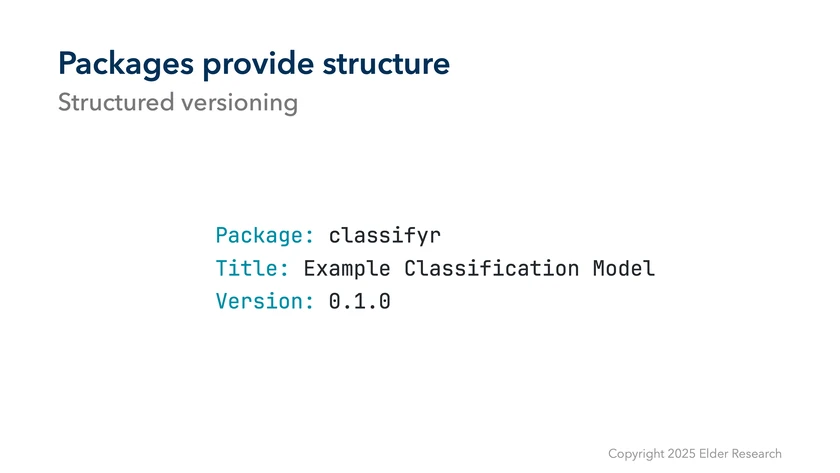 Packages provide structure
Structured versioning
Package: classifyr
Title: Example Classification Model
Version: 0.1.0
Copyright 2025 Elder Research